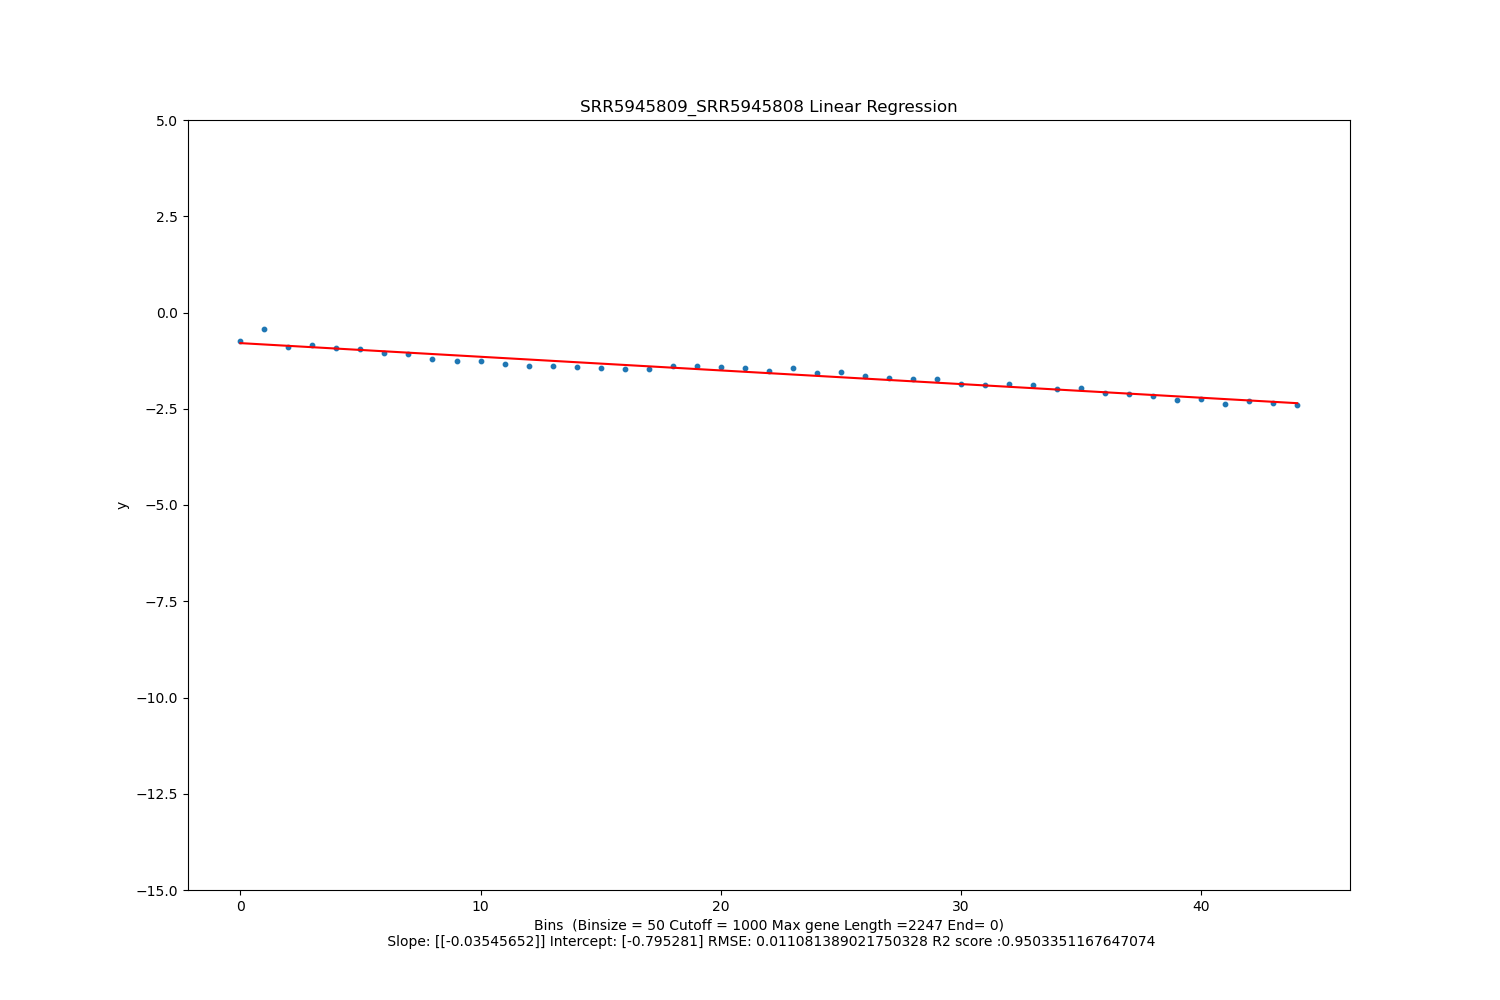 SRR5945809_SRR5945808 Linear Regression
5.0
2.5
0.0
−2.5
−5.0
−7.5
−10.0
−12.5
−15.0
y
0 10 20 30 40
Bins  (Binsize = 50 Cutoff = 1000 Max gene Length =2247 End= 0)
Slope: [[-0.03545652]] Intercept: [-0.795281] RMSE: 0.011081389021750328 R2 score :0.9503351167647074